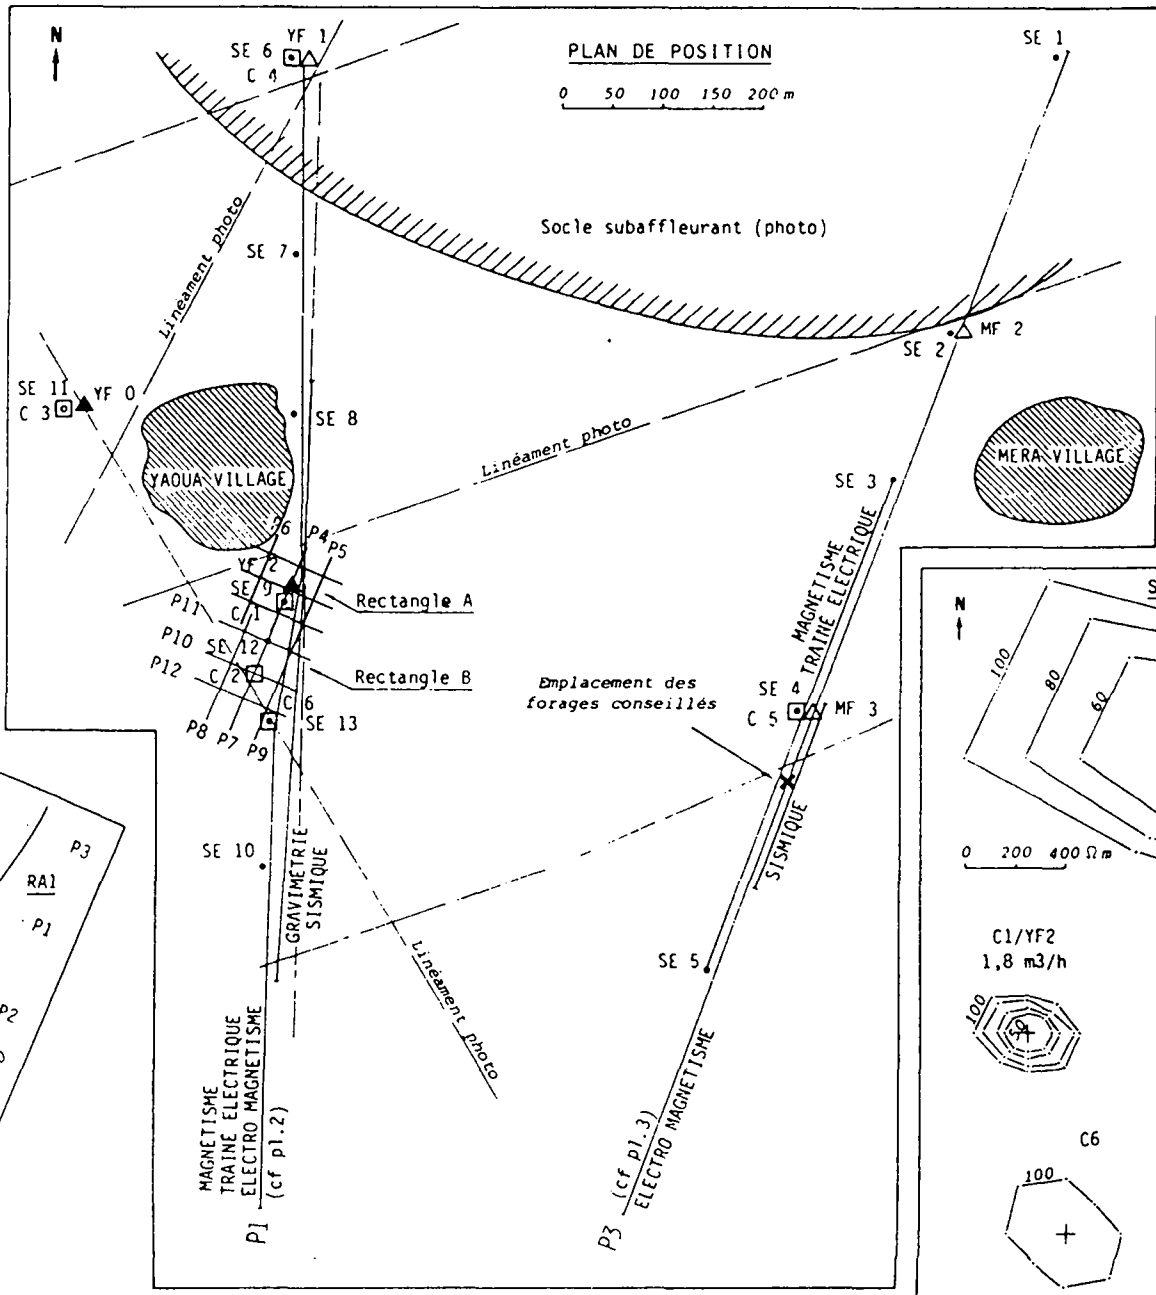 N
YF 1
SE 6
C 4
PLAN DE POSITION
0 50 100 150 200 m
SE 1
Socle subaffleurant (photo)
Linéament photo
SE 7
SE 2
MF 2
SE 11
YF 0
C 3
SE 8
YAOUA VILLAGE
Linéament photo
MERA VILLAGE
SE 3
P6
P4
P5
YF 2
SE 9
C 1
Rectangle A
P11
P10
SE 12
P12
C 2
Rectangle B
C 6
SE 13
P8
P7
P9
MAGNETISME
TRAINE ELECTRIQUE
Emplacement des
forages conseillés
SE 4
C 5
MF 3
SISMIQUE
SE 10
GRAVIMETRIE
SISMIQUE
Linéament photo
SE 5
MAGNETISME
TRAINE ELECTRIQUE
ELECTRO MAGNETISME
(cf pl.2)
P1
(cf pl.3)
ELECTRO MAGNETISME
P3
P3
RA1
P1
P2
N
S
100
80
60
0 200 400 Ωm
C1/YF2
1,8 m3/h
100
50
C6
100